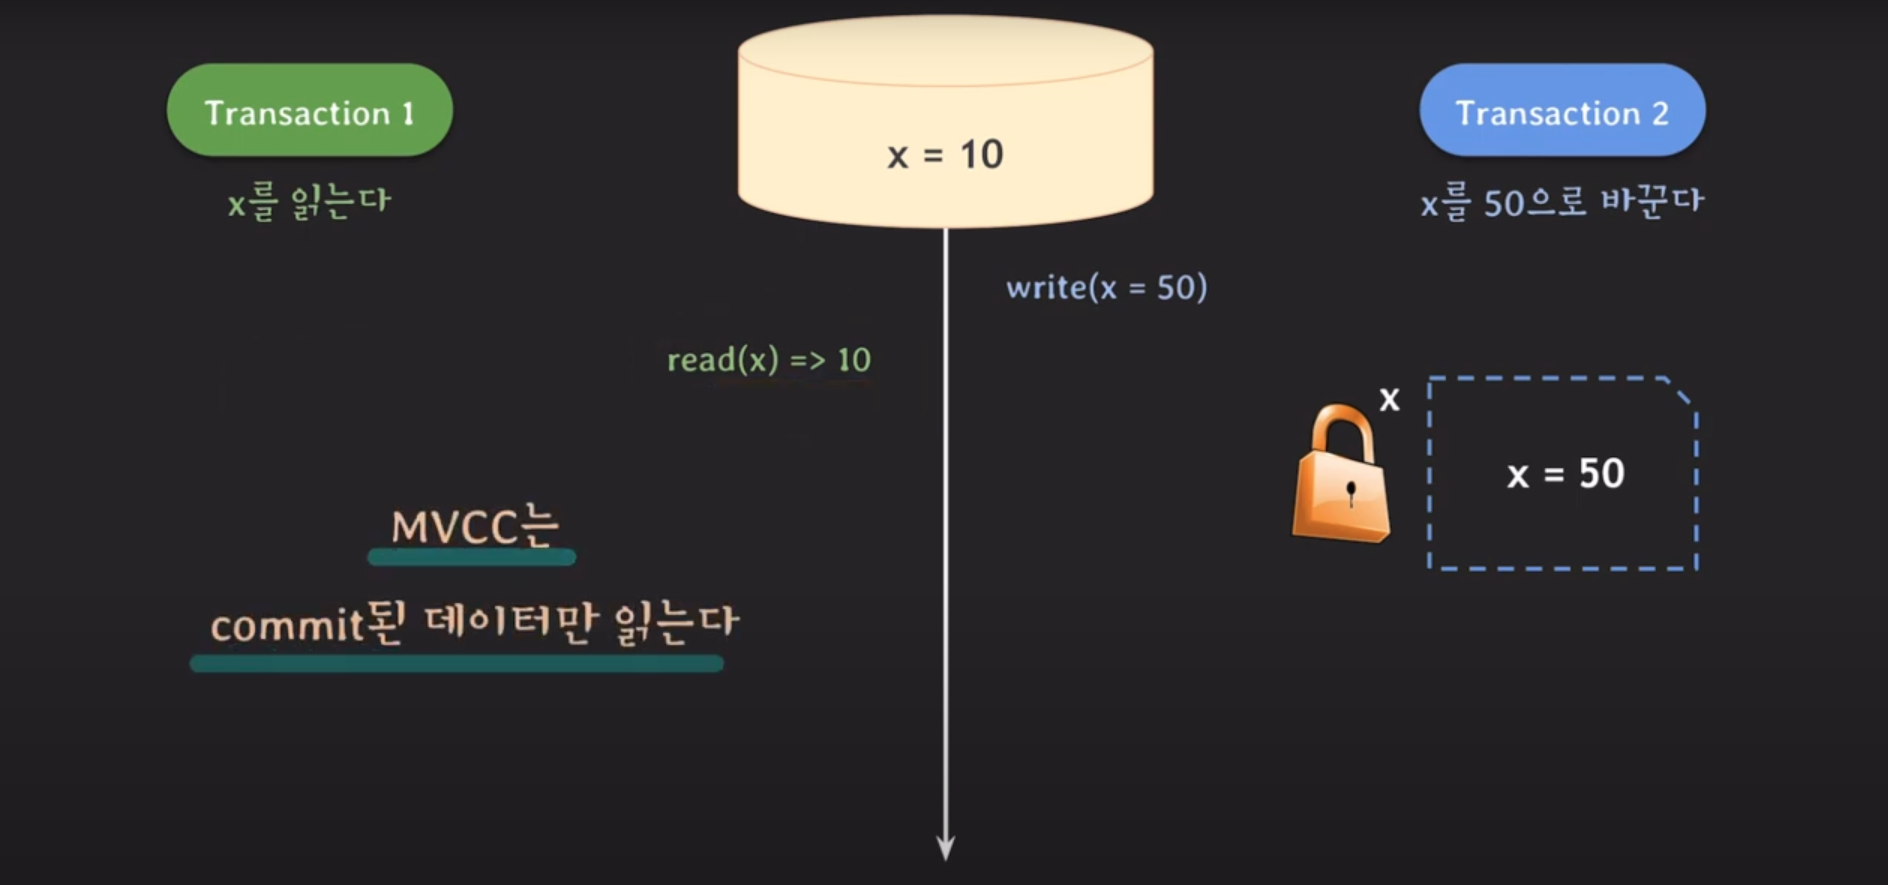 Transaction 1
x를 읽는다
x = 10
Transaction 2
x를 50으로 바꾼다
write(x = 50)
read(x) => 10
x
x = 50
MVCC는
commit된 데이터만 읽는다